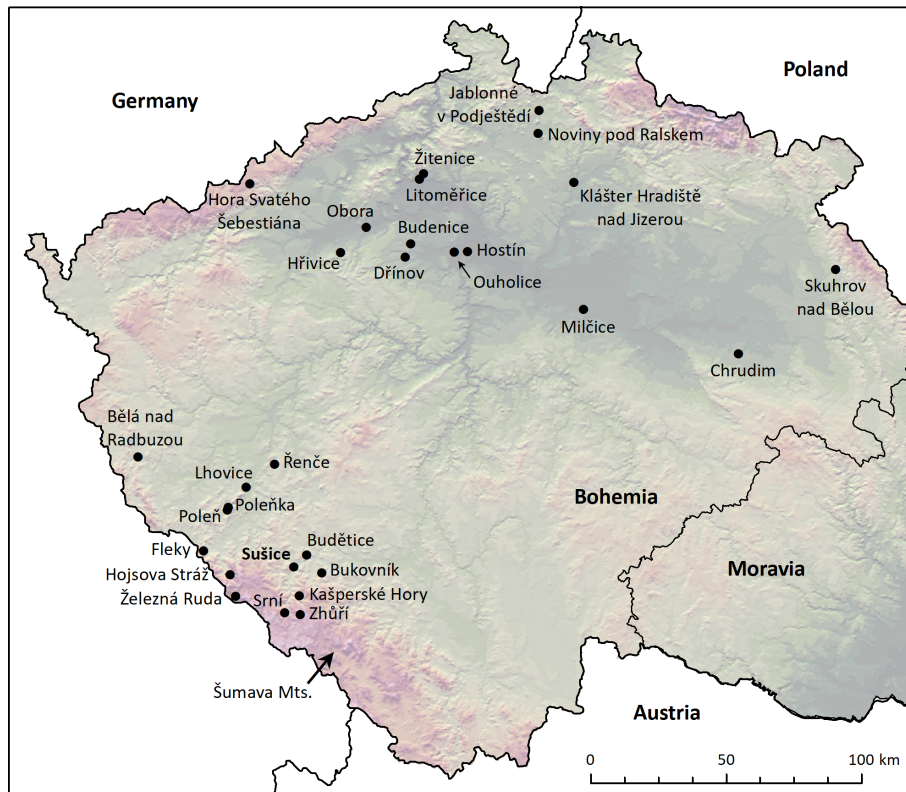 Poland
Germany
Jablonné
v Podještědí
Noviny pod Ralskem
Žitenice
Litoměřice
Hora Svatého
Šebestiána
Klášter Hradiště
nad Jizerou
Obora
Budenice
Hřivice
Dřínov
Hostín
Ouholice
Skuhrov
nad Bělou
Milčice
Chrudim
Bělá nad
Radbuzou
Řenče
Lhovice
Poleňka
Poleň
Bohemia
Fleky
Sušice
Budětice
Hojsova Stráž
Bukovník
Moravia
Železná Ruda
Srní
Kašperské Hory
Zhůří
Šumava Mts.
Austria
0 50 100 km